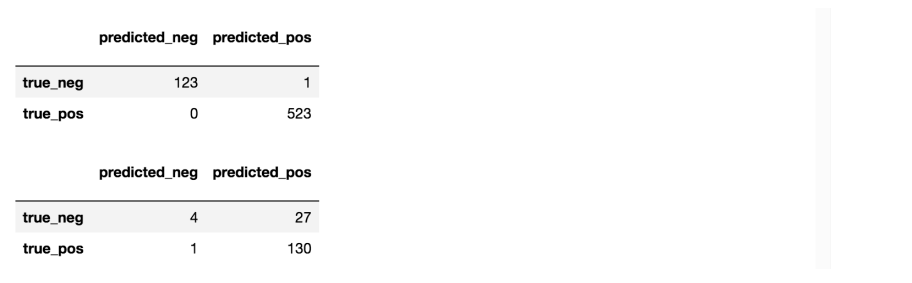 predicted_neg predicted_pos
true_neg 123 1
true_pos 0 523
predicted_neg predicted_pos
true_neg 4 27
true_pos 1 130